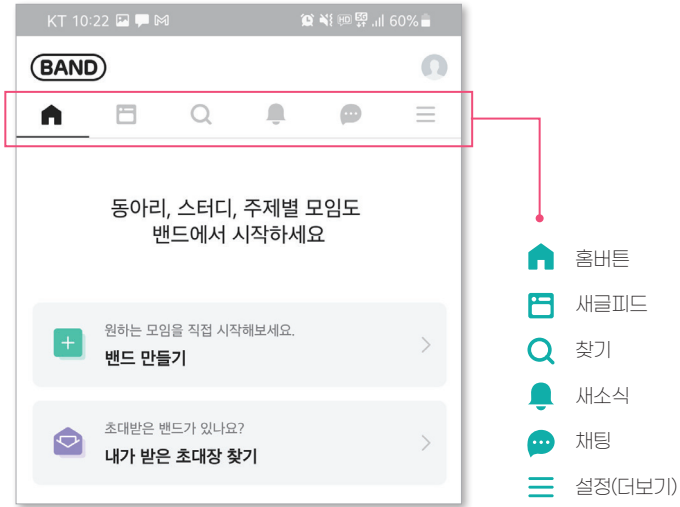 KT 10:22 60%
BAND
동아리, 스터디, 주제별 모임도
밴드에서 시작하세요
원하는 모임을 직접 시작해보세요.
밴드 만들기
초대받은 밴드가 있나요?
내가 받은 초대장 찾기
홈버튼
새글피드
찾기
새소식
채팅
설정(더보기)